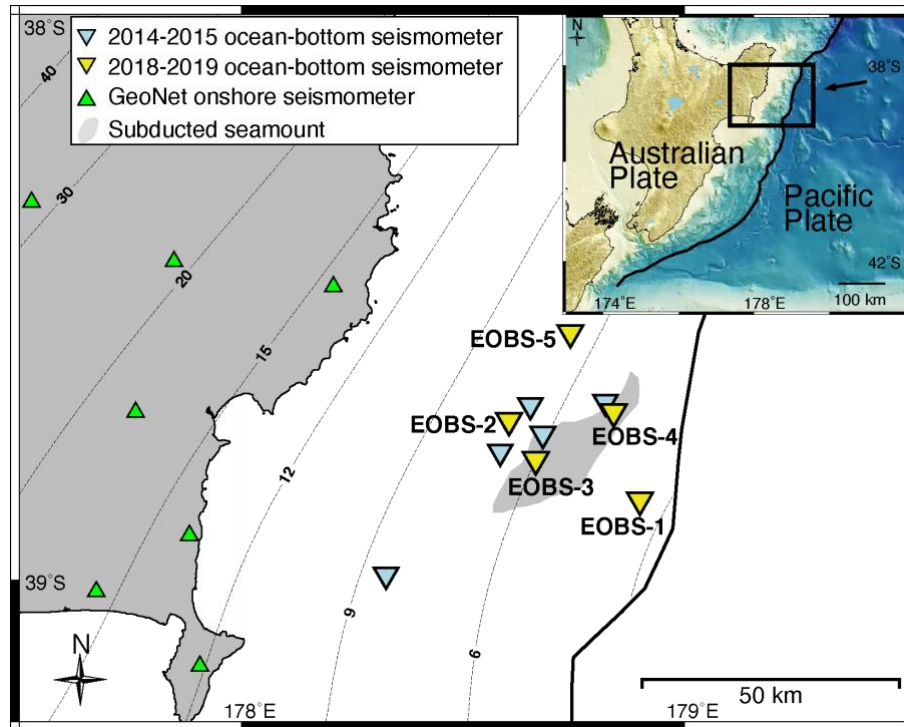 38°S
2014-2015 ocean-bottom seismometer
2018-2019 ocean-bottom seismometer
GeoNet onshore seismometer
Subducted seamount
N
38°S
Australian
Plate
Pacific
Plate
42°S
174°E
178°E
100 km
40
30
20
15
12
9
6
EOBS-5
EOBS-2
EOBS-4
EOBS-3
EOBS-1
39°S
N
50 km
178°E
179°E